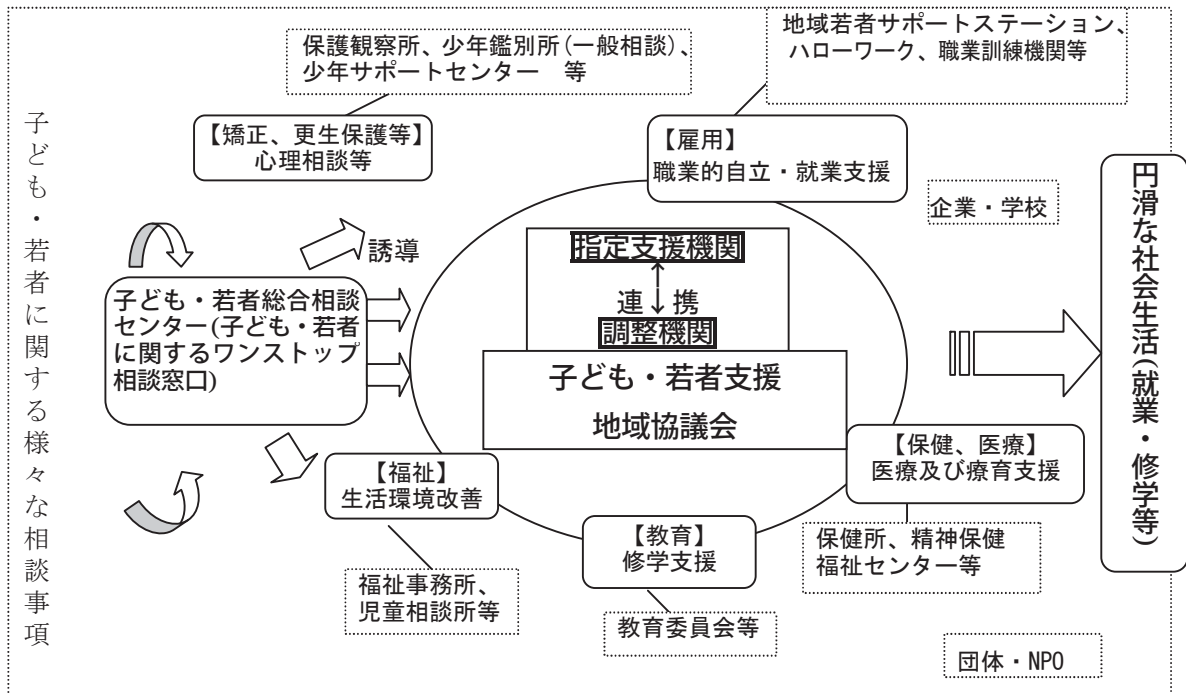 子ども・若者に関する様々な相談事項
保護観察所、少年鑑別所(一般相談)、
少年サポートセンター 等
【矯正、更生保護等】
心理相談等
地域若者サポートステーション、
ハローワーク、職業訓練機関等
【雇用】
職業的自立・就業支援
企業・学校
誘導
子ども・若者総合相談
センター(子ども・若者
に関するワンストップ
相談窓口)
指定支援機関
↑
連↓携
調整機関
子ども・若者支援
地域協議会
円滑な社会生活(就業・修学等)
【福祉】
生活環境改善
福祉事務所、
児童相談所等
【教育】
修学支援
教育委員会等
【保健、医療】
医療及び療育支援
保健所、精神保健
福祉センター等
団体・NPO